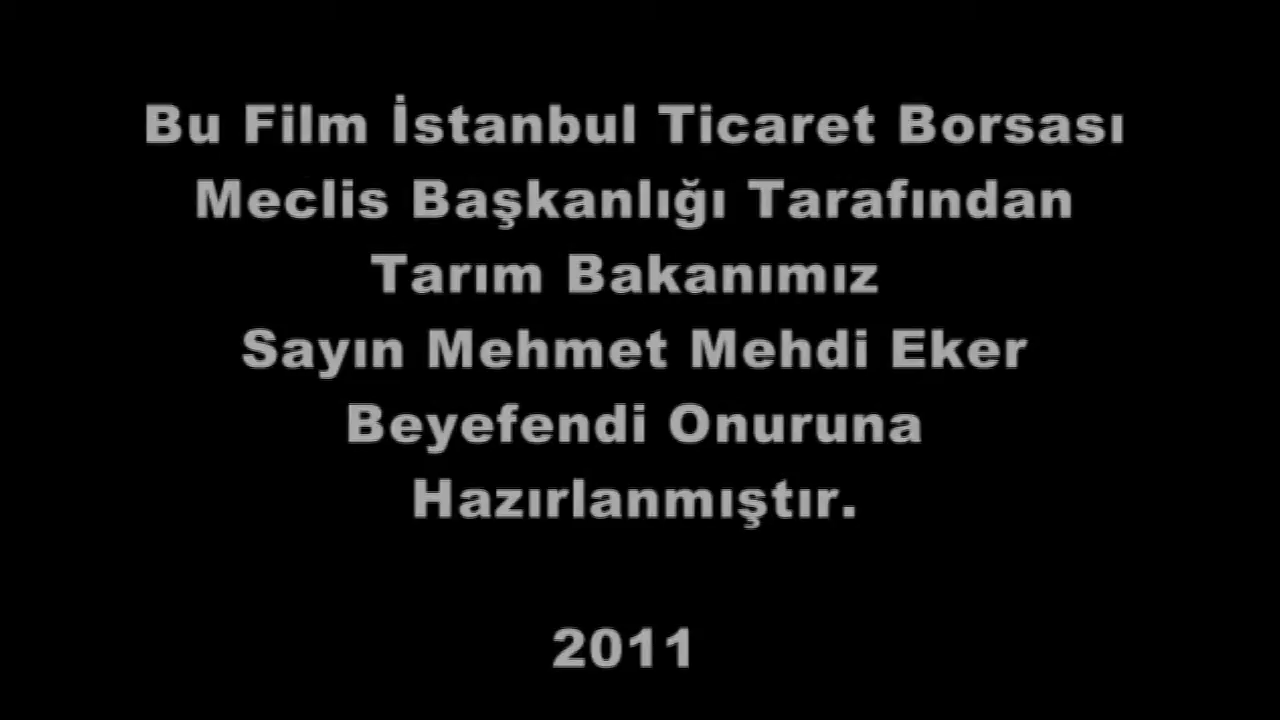 Bu Film İstanbul Ticaret Borsası
Meclis Başkanlığı Tarafından
Tarım Bakanımız
Sayın Mehmet Mehdi Eker
Beyefendi Onuruna
Hazırlanmıştır.
2011